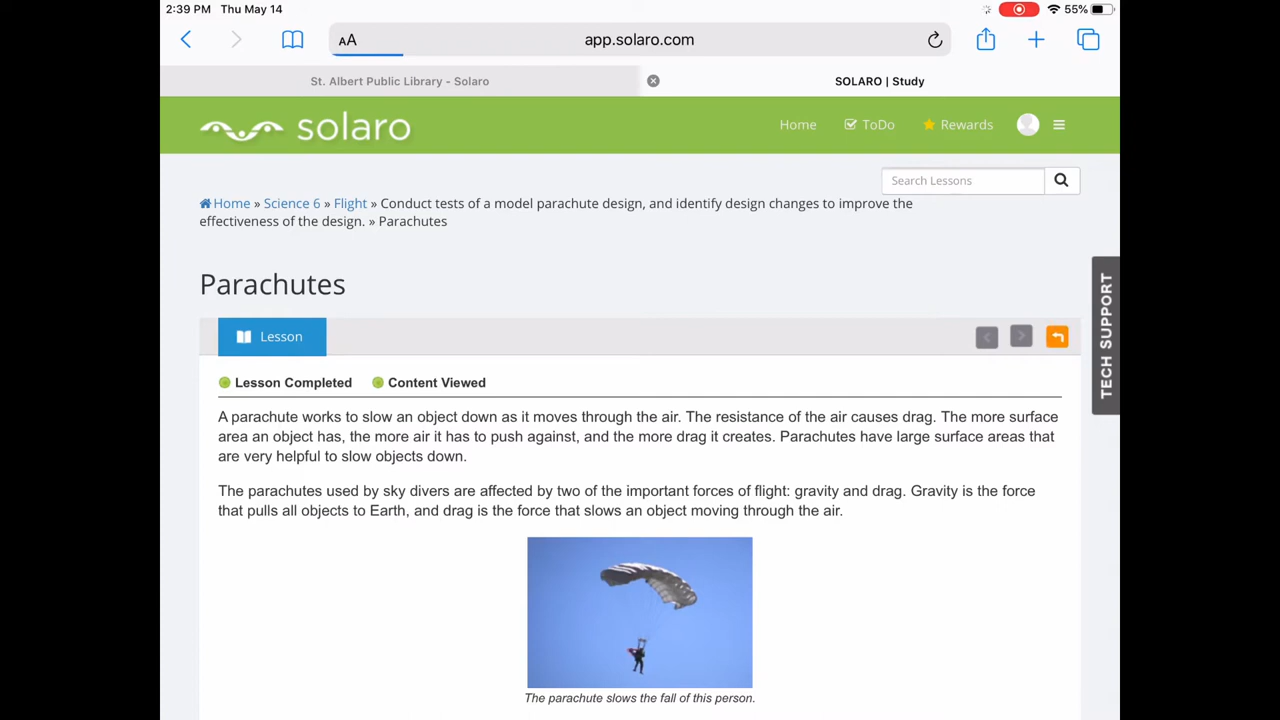 2:39 PM Thu May 14
55%
AA
app.solaro.com
St. Albert Public Library - Solaro
SOLARO | Study
solaro
Home
ToDo
Rewards
Search Lessons
Home » Science 6 » Flight » Conduct tests of a model parachute design, and identify design changes to improve the
effectiveness of the design. » Parachutes
Parachutes
TECH SUPPORT
Lesson
Lesson Completed
Content Viewed
A parachute works to slow an object down as it moves through the air. The resistance of the air causes drag. The more surface
area an object has, the more air it has to push against, and the more drag it creates. Parachutes have large surface areas that
are very helpful to slow objects down.
The parachutes used by sky divers are affected by two of the important forces of flight: gravity and drag. Gravity is the force
that pulls all objects to Earth, and drag is the force that slows an object moving through the air.
The parachute slows the fall of this person.